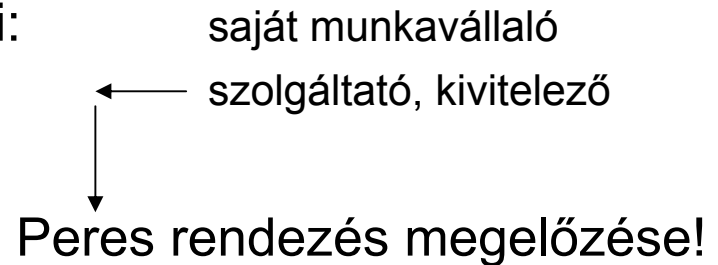 i: saját munkavállaló
szolgáltató, kivitelező
Peres rendezés megelőzése!